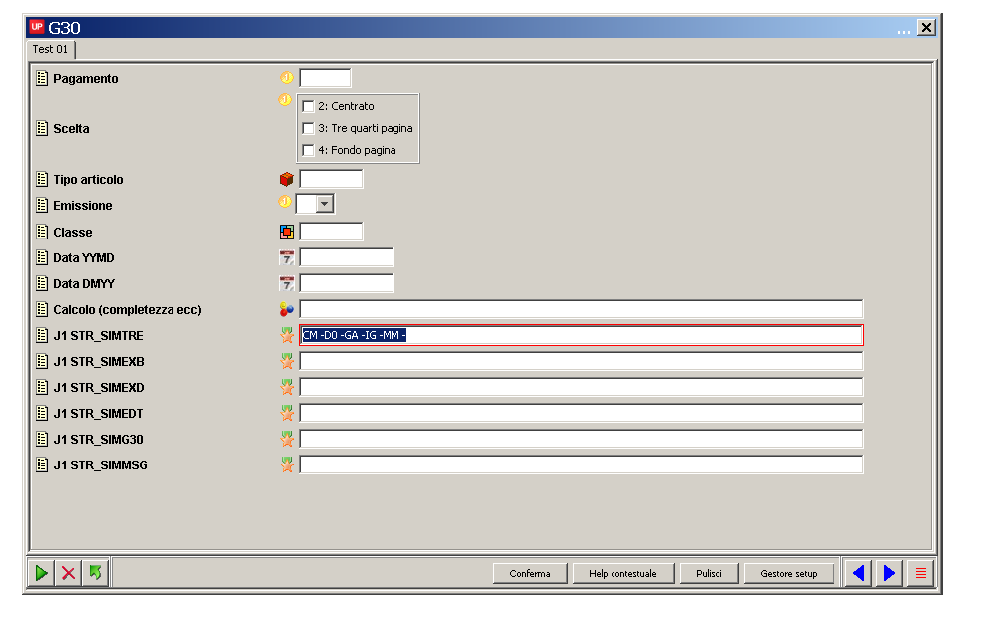 UP G30 ...
Test 01
Pagamento
2: Centrato
Scelta
3: Tre quarti pagina
4: Fondo pagina
Tipo articolo
Emissione
Classe
Data YYMD 7
Data DMYY 7
Calcolo (completezza ecc)
J1 STR_SIMTRE CM -D0 -GA -IG -MM -
J1 STR_SIMEXB
J1 STR_SIMEXD
J1 STR_SIMEDT
J1 STR_SIMG30
J1 STR_SIMMSG
Conferma Help contestuale Pulisci Gestore setup